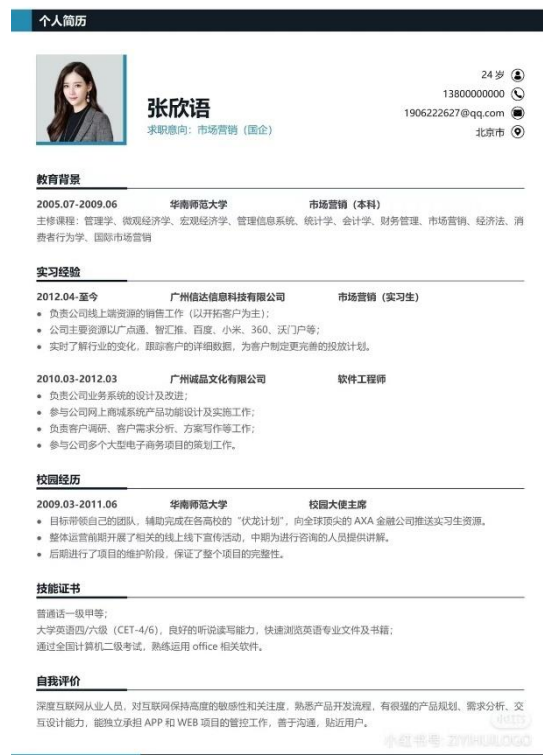 个人简历
张欣语
求职意向：市场营销（国企）
24 岁
13800000000
1906222627@qq.com
北京市
教育背景
2005.07-2009.06 华南师范大学 市场营销（本科）
主修课程：管理学、微观经济学、宏观经济学、管理信息系统、统计学、会计学、财务管理、市场营销、经济法、消
费者行为学、国际市场营销
实习经验
2012.04-至今 广州信达信息科技有限公司 市场营销（实习生）
• 负责公司线上端资源的销售工作（以开拓客户为主）；
• 公司主要资源以广点通、智汇推、百度、小米、360、沃门户等；
• 实时了解行业的变化，跟踪客户的详细数据，为客户制定更完善的投放计划。
2010.03-2012.03 广州诚品文化有限公司 软件工程师
• 负责公司业务系统的设计及改进；
• 参与公司网上商城系统产品功能设计及实施工作；
• 负责客户调研、客户需求分析、方案写作等工作；
• 参与公司多个大型电子商务项目的策划工作。
校园经历
2009.03-2011.06 华南师范大学 校园大使主席
• 目标带领自己的团队，辅助完成在各高校的“伏龙计划”，向全球顶尖的 AXA 金融公司推送实习生资源。
• 整体运营前期开展了相关的线上线下宣传活动，中期为进行咨询的人员提供讲解。
• 后期进行了项目的维护阶段，保证了整个项目的完整性。
技能证书
普通话一级甲等；
大学英语四/六级（CET-4/6），良好的听说读写能力，快速浏览英语专业文件及书籍；
通过全国计算机二级考试，熟练运用 office 相关软件。
自我评价
深度互联网从业人员，对互联网保持高度的敏感性和关注度，熟悉产品开发流程，有很强的产品规划、需求分析、交
互设计能力，能独立承担 APP 和 WEB 项目的管控工作，善于沟通，贴近用户。
小红书号: ZIYIHUILOGO